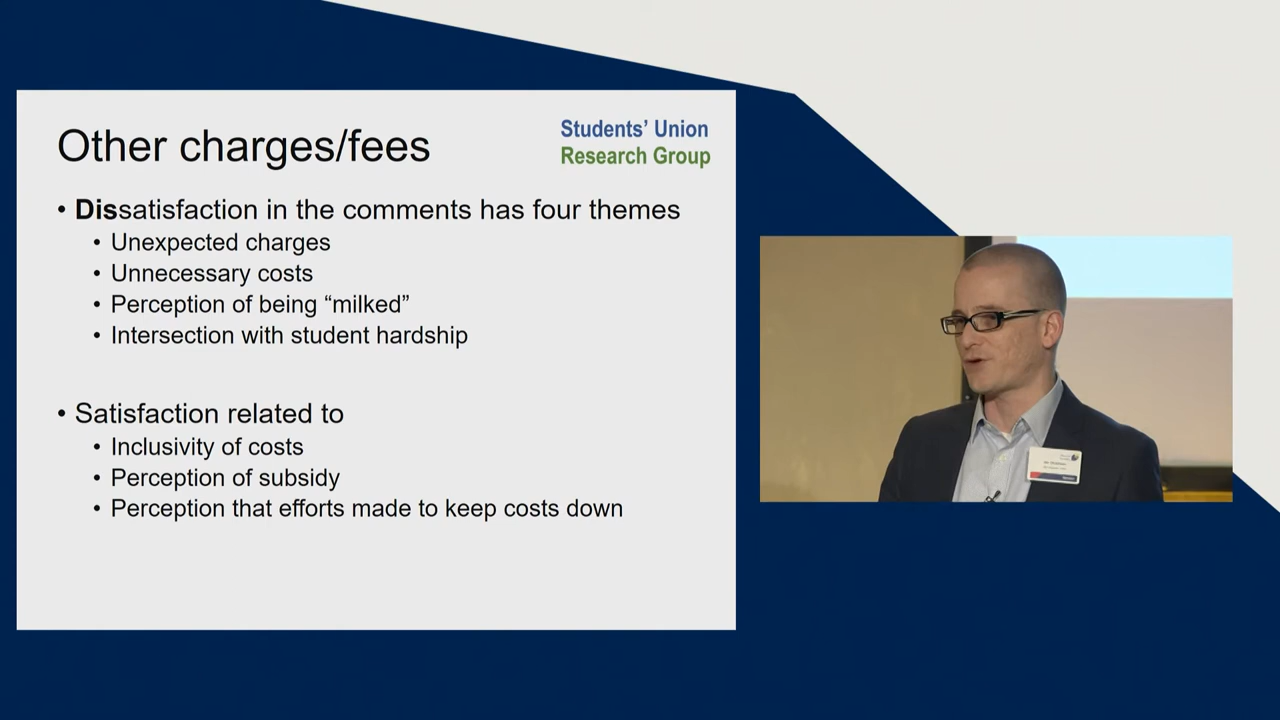 Other charges/fees
Students’ Union
Research Group
• Dissatisfaction in the comments has four themes
• Unexpected charges
• Unnecessary costs
• Perception of being “milked”
• Intersection with student hardship
• Satisfaction related to
• Inclusivity of costs
• Perception of subsidy
• Perception that efforts made to keep costs down